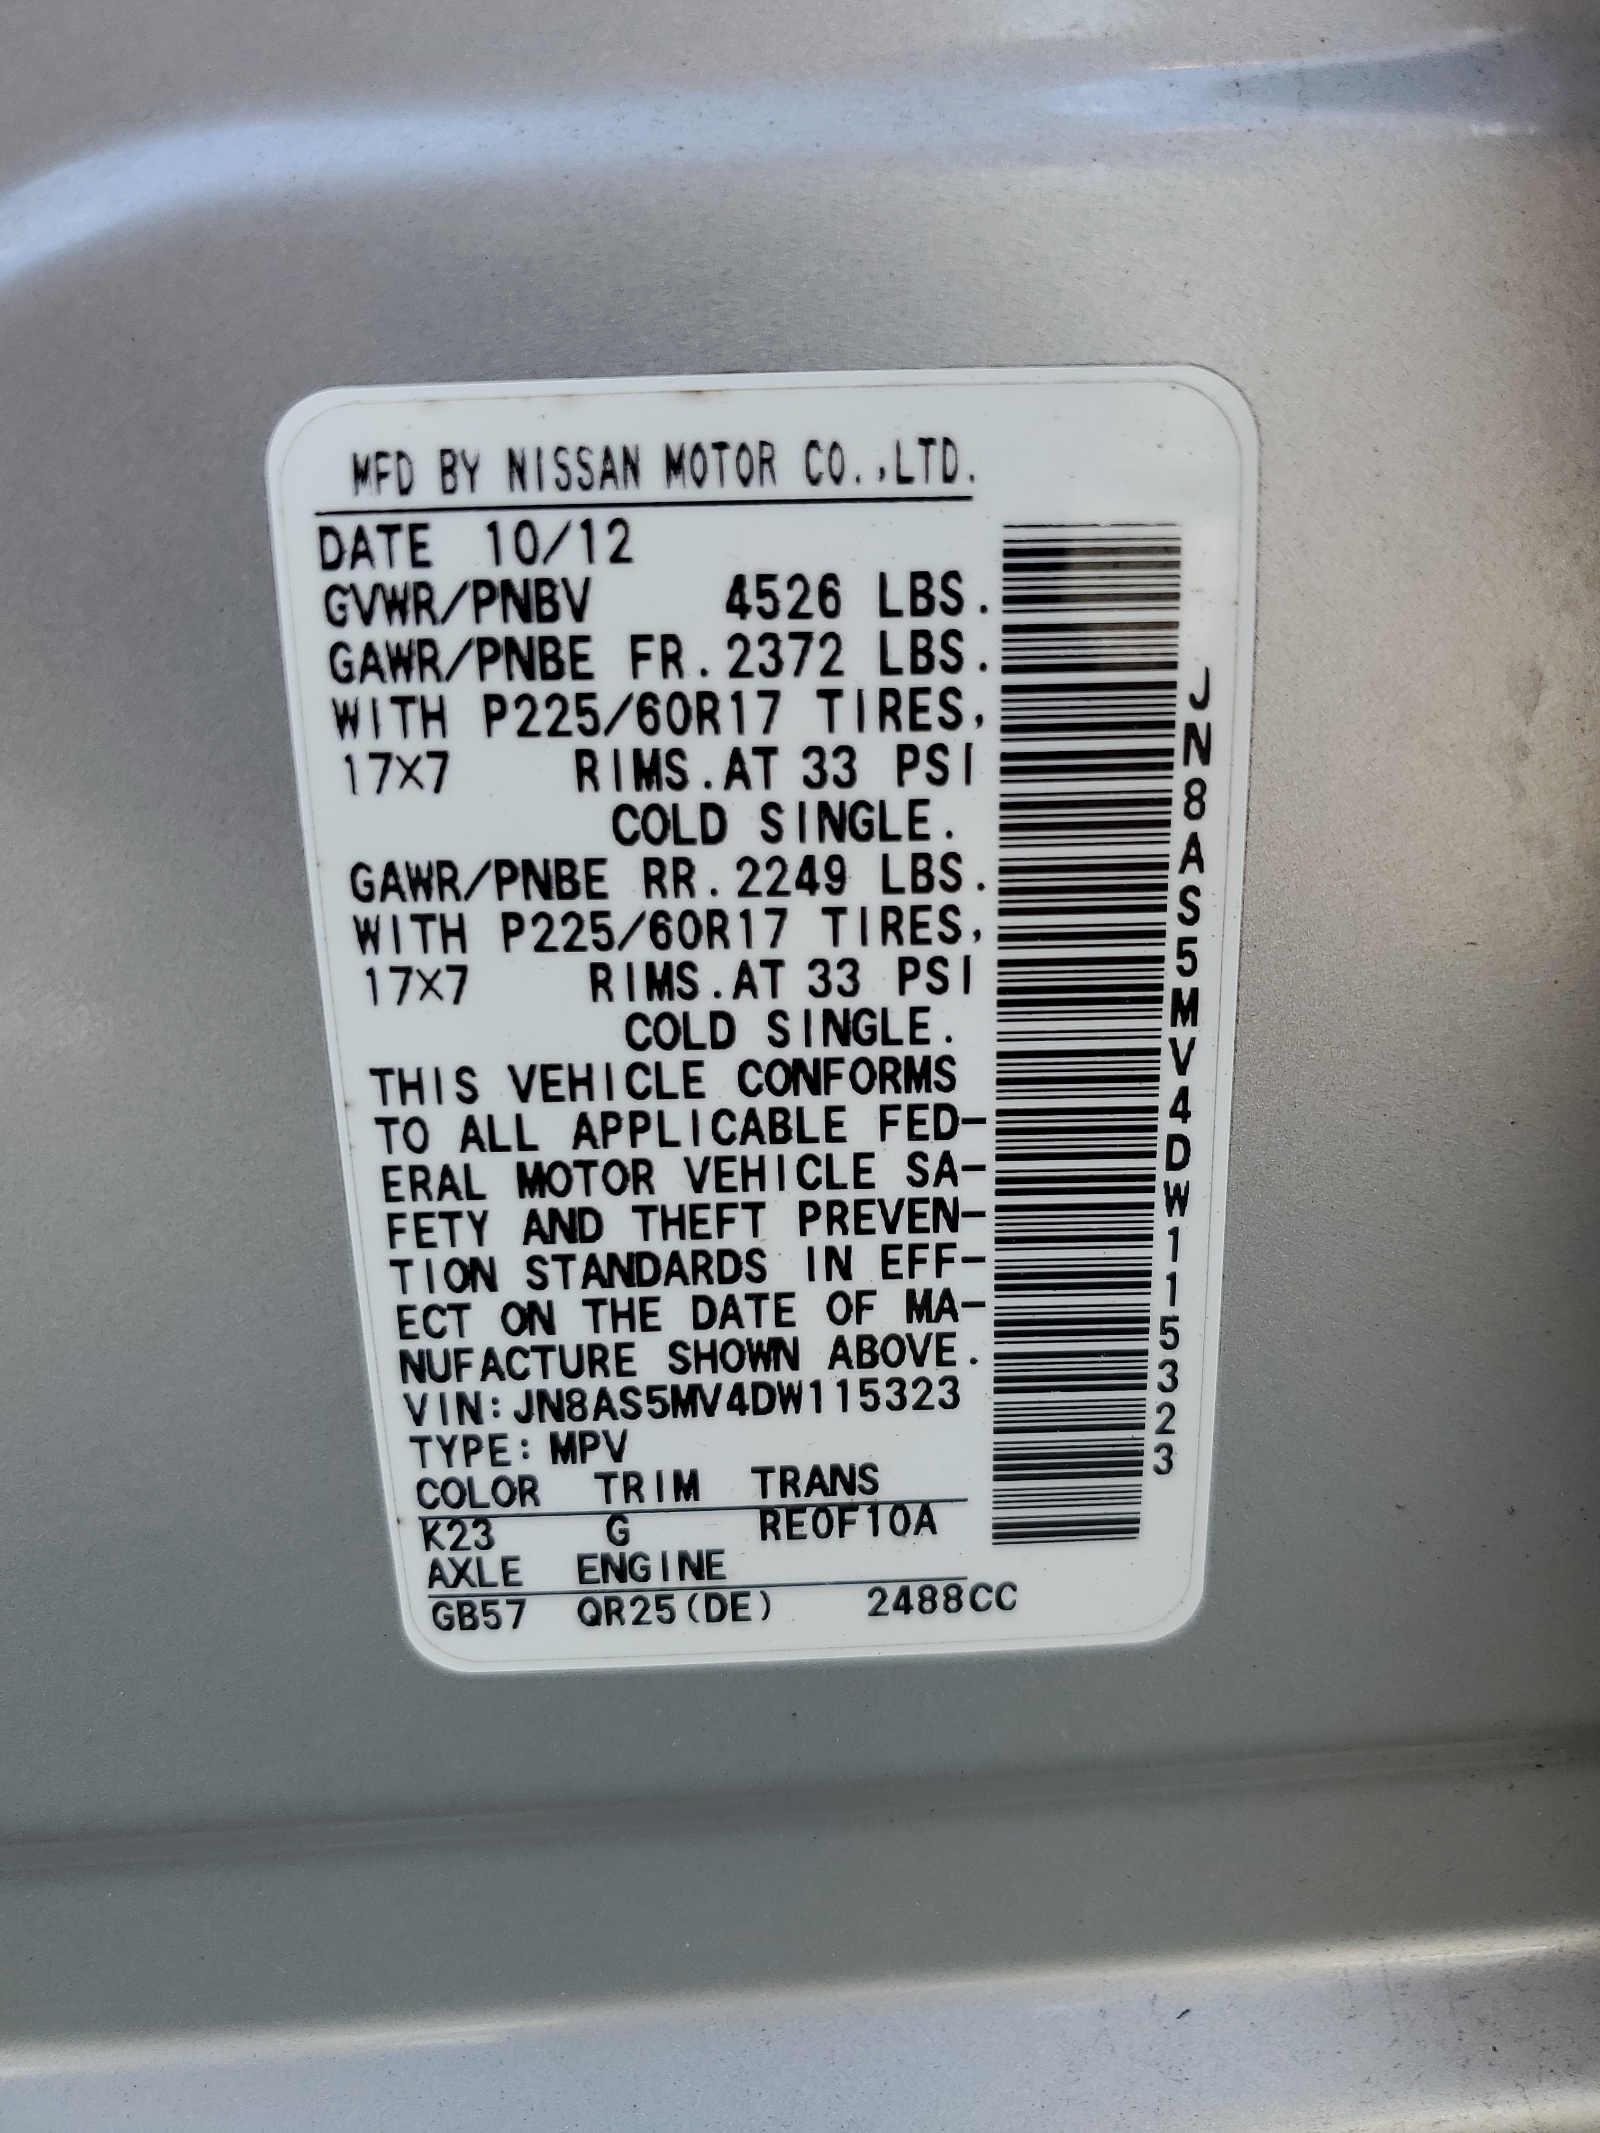 MFD BY NISSAN MOTOR CO.,LTD.
DATE 10/12
GVWR/PNBV 4526 LBS.
GAWR/PNBE FR.2372 LBS.
WITH P225/60R17 TIRES,
17X7 RIMS.AT 33 PSI
COLD SINGLE.
GAWR/PNBE RR.2249 LBS.
WITH P225/60R17 TIRES,
17X7 RIMS.AT 33 PSI
COLD SINGLE.
THIS VEHICLE CONFORMS
TO ALL APPLICABLE FED-
ERAL MOTOR VEHICLE SA-
FETY AND THEFT PREVEN-
TION STANDARDS IN EFF-
ECT ON THE DATE OF MA-
NUFACTURE SHOWN ABOVE.
VIN:JN8AS5MV4DW115323
TYPE:MPV
COLOR TRIM TRANS
K23 G RE0F10A
AXLE ENGINE
GB57 QR25(DE) 2488CC
JN8AS5MV4DW115323